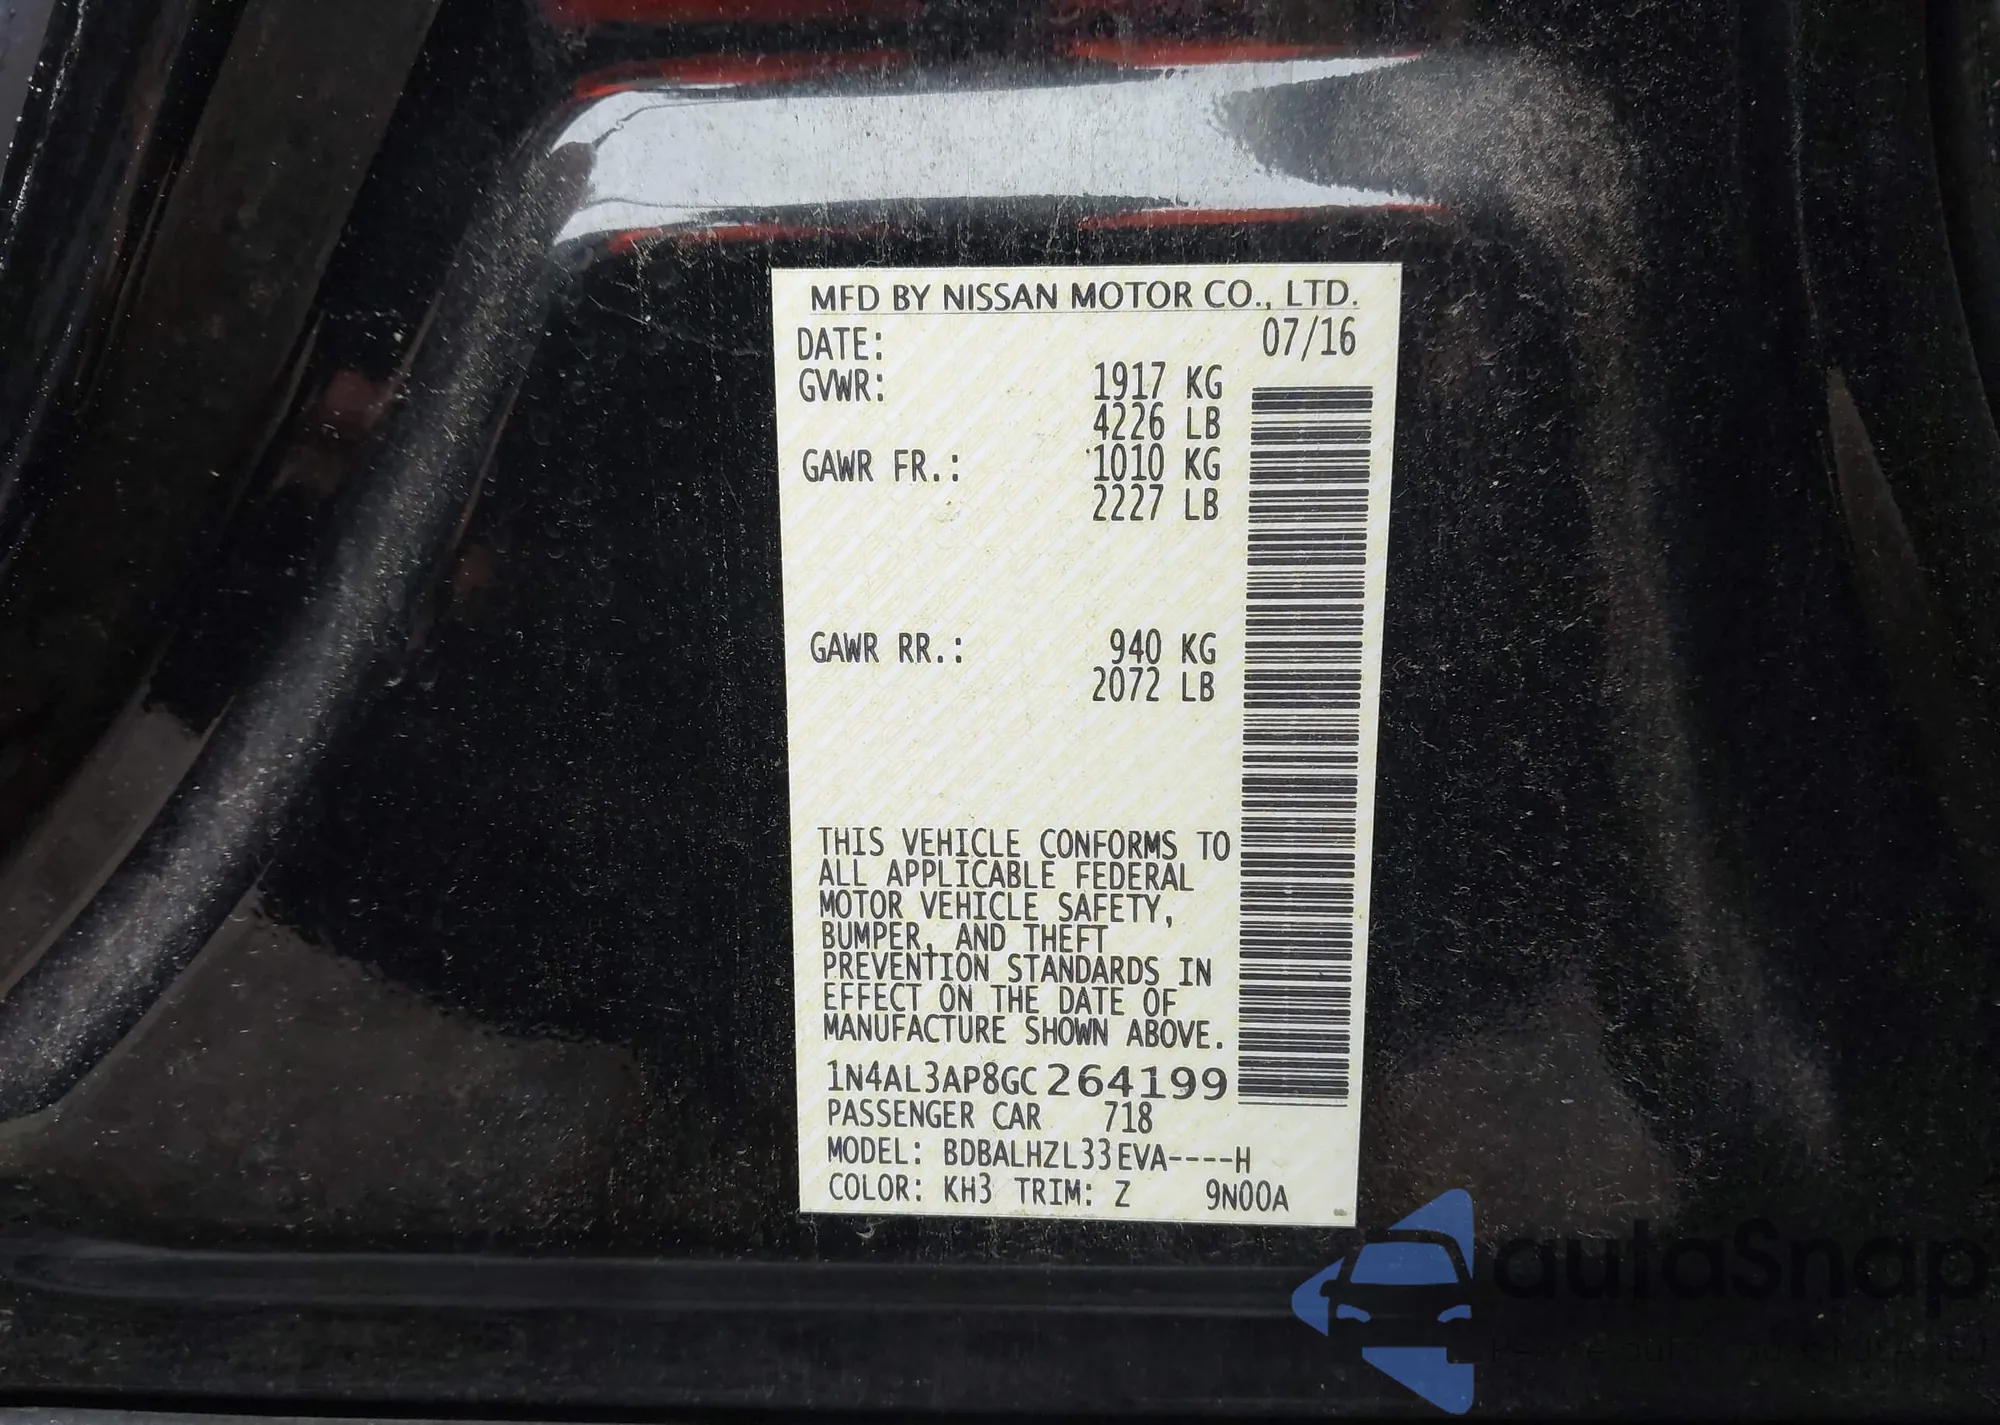 MFD BY NISSAN MOTOR CO., LTD.
DATE: 07/16
GVWR: 1917 KG
4226 LB
GAWR FR.: 1010 KG
2227 LB
GAWR RR.: 940 KG
2072 LB
THIS VEHICLE CONFORMS TO
ALL APPLICABLE FEDERAL
MOTOR VEHICLE SAFETY,
BUMPER, AND THEFT
PREVENTION STANDARDS IN
EFFECT ON THE DATE OF
MANUFACTURE SHOWN ABOVE.
1N4AL3AP8GC264199
PASSENGER CAR 718
MODEL: BDBALHZL33EVA----H
COLOR: KH3 TRIM: Z 9N00A
autaSnap